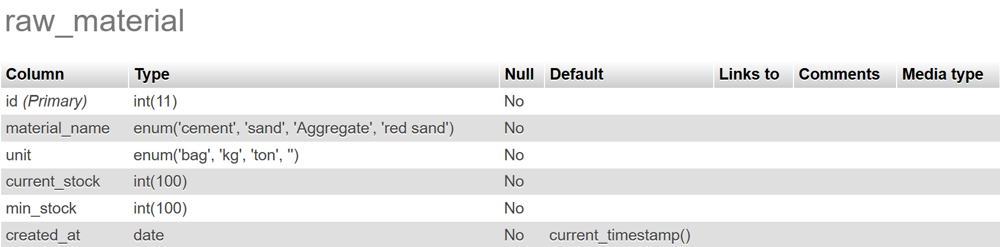 raw_material
Column Type Null Default Links to Comments Media type
id (Primary) int(11) No
material_name enum('cement', 'sand', 'Aggregate', 'red sand') No
unit enum('bag', 'kg', 'ton', '') No
current_stock int(100) No
min_stock int(100) No
created_at date No current_timestamp()